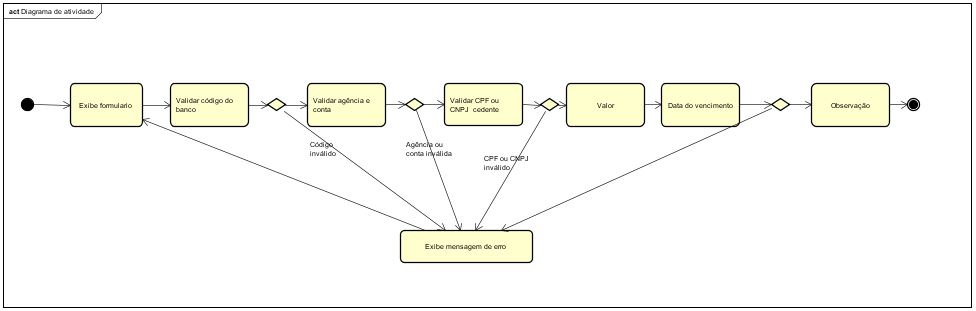 act Diagrama de atividade
Exibe formulario
Validar código do
banco
Validar agência e
conta
Validar CPF ou
CNPJ cedente
Valor
Data do vencimento
Observação
Código
inválido
Agência ou
conta inválida
CPF ou CNPJ
inválido
Exibe mensagem de erro